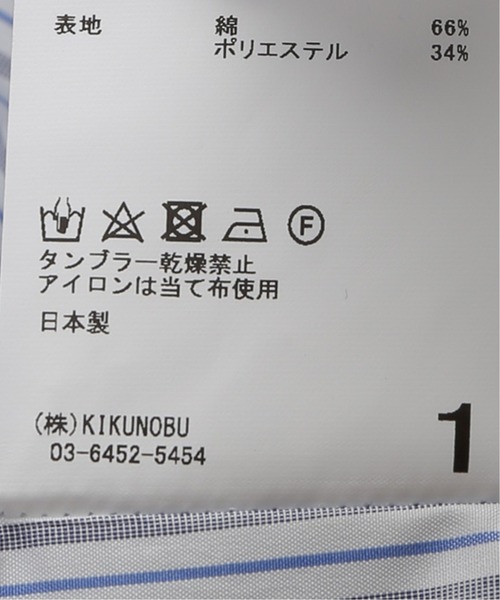 表地 綿 66%
ポリエステル 34%
F
タンブラー乾燥禁止
アイロンは当て布使用
日本製
(株)KIKUNOBU
03-6452-5454
1